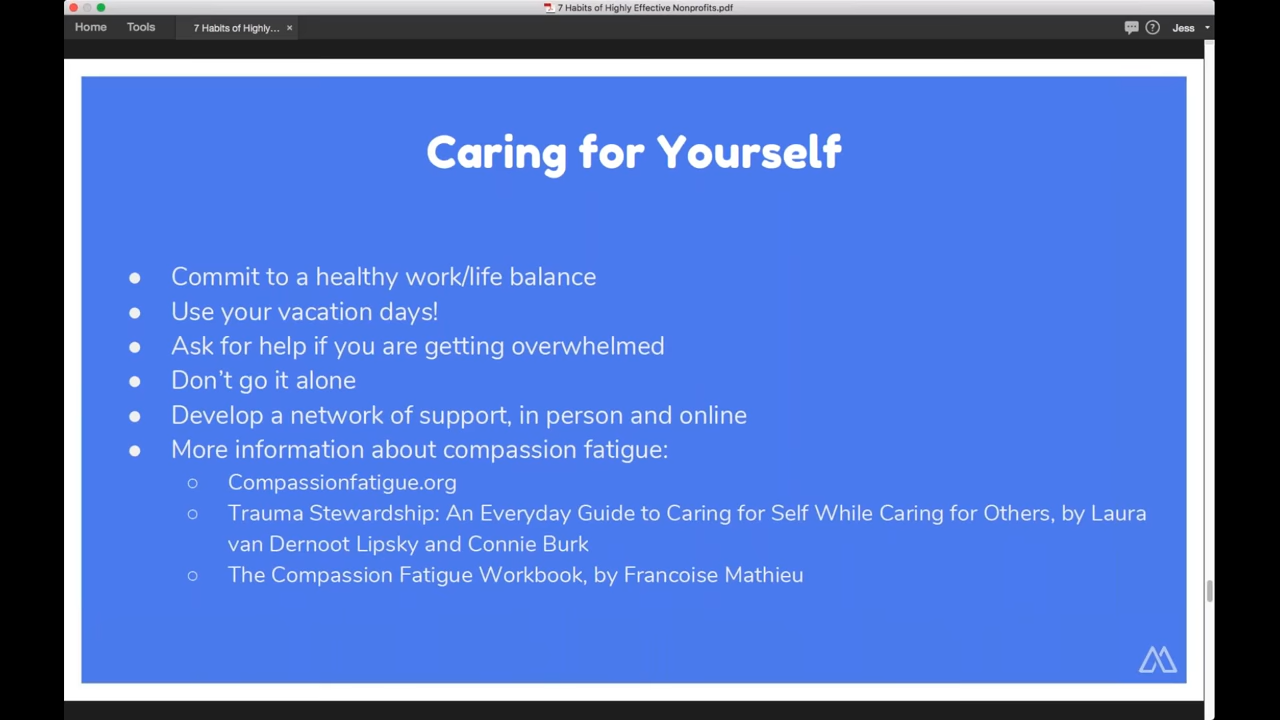 7 Habits of Highly Effective Nonprofits.pdf
Home Tools 7 Habits of Highly... × Jess
Caring for Yourself
● Commit to a healthy work/life balance
● Use your vacation days!
● Ask for help if you are getting overwhelmed
● Don’t go it alone
● Develop a network of support, in person and online
● More information about compassion fatigue:
○ Compassionfatigue.org
○ Trauma Stewardship: An Everyday Guide to Caring for Self While Caring for Others, by Laura
van Dernoot Lipsky and Connie Burk
○ The Compassion Fatigue Workbook, by Francoise Mathieu